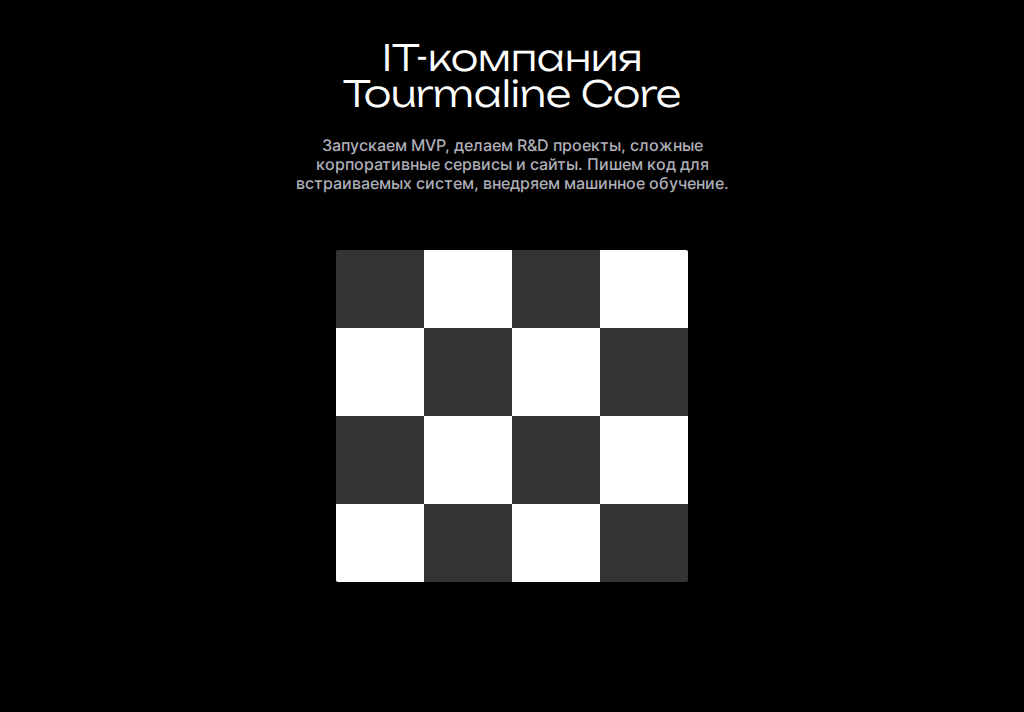 IT-компания
Tourmaline Core
Запускаем MVP, делаем R&D проекты, сложные
корпоративные сервисы и сайты. Пишем код для
встраиваемых систем, внедряем машинное обучение.